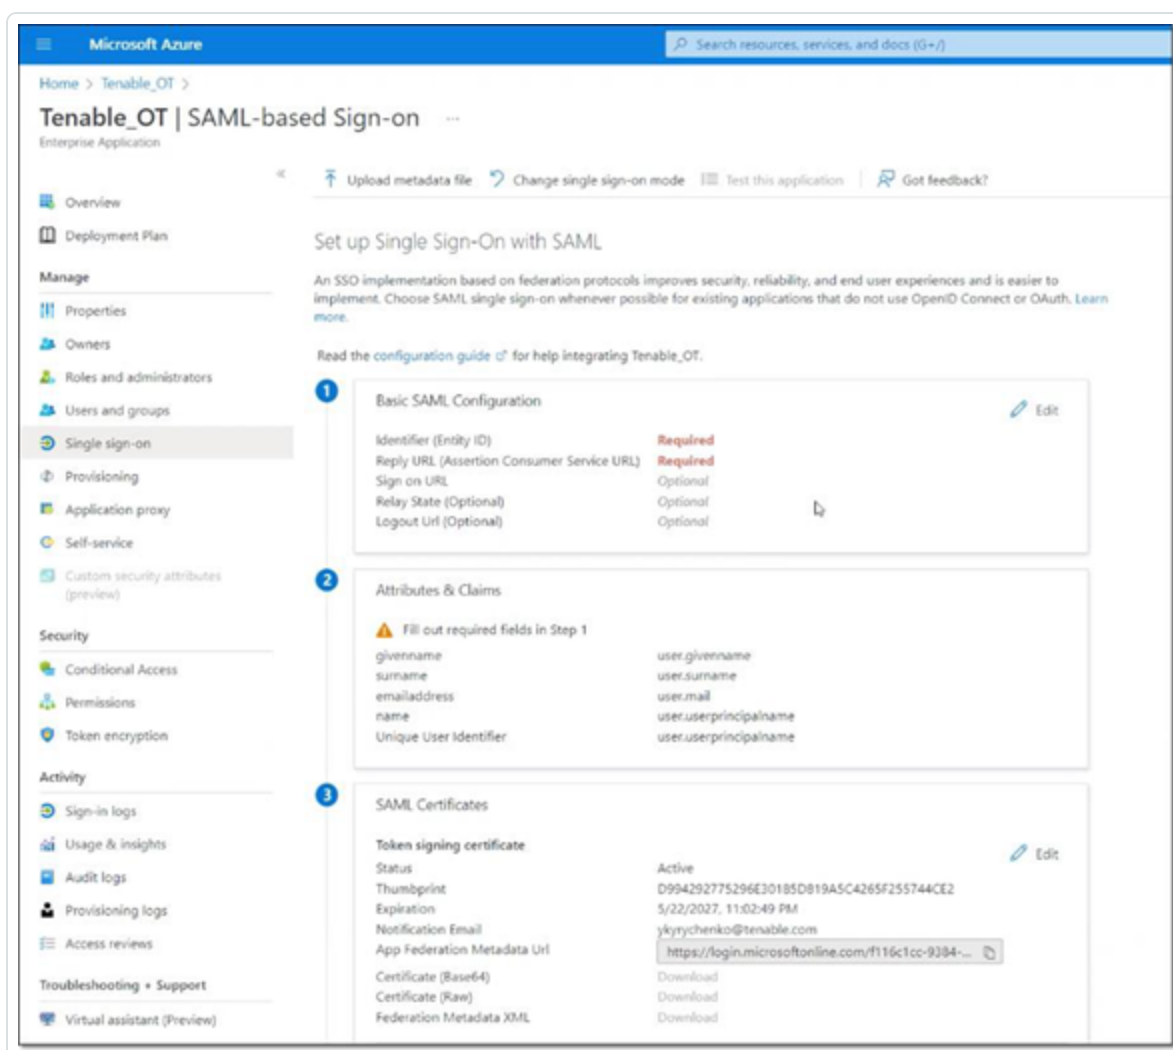 Microsoft Azure
Search resources, services, and docs (G+/)
Home > Tenable_OT >
Tenable_OT | SAML-based Sign-on ...
Enterprise Application
«
Overview
Deployment Plan
Manage
Properties
Owners
Roles and administrators
Users and groups
Single sign-on
Provisioning
Application proxy
Self-service
Custom security attributes
(preview)
Security
Conditional Access
Permissions
Token encryption
Activity
Sign-in logs
Usage & insights
Audit logs
Provisioning logs
Access reviews
Troubleshooting + Support
Virtual assistant (Preview)
Upload metadata file Change single sign-on mode Test this application | Got feedback?
Set up Single Sign-On with SAML
An SSO implementation based on federation protocols improves security, reliability, and end user experiences and is easier to
implement. Choose SAML single sign-on whenever possible for existing applications that do not use OpenID Connect or OAuth. Learn
more.
Read the configuration guide for help integrating Tenable_OT.
1
Basic SAML Configuration
Edit
Identifier (Entity ID) Required
Reply URL (Assertion Consumer Service URL) Required
Sign on URL Optional
Relay State (Optional) Optional
Logout Url (Optional) Optional
2
Attributes & Claims
Fill out required fields in Step 1
givenname user.givenname
surname user.surname
emailaddress user.mail
name user.userprincipalname
Unique User Identifier user.userprincipalname
3
SAML Certificates
Token signing certificate
Edit
Status Active
Thumbprint D994292775296E30185D819A5C4265F255744CE2
Expiration 5/22/2027, 11:02:49 PM
Notification Email ykyrychenko@tenable.com
App Federation Metadata Url https://login.microsoftonline.com/f116c1cc-9384-...
Certificate (Base64) Download
Certificate (Raw) Download
Federation Metadata XML Download